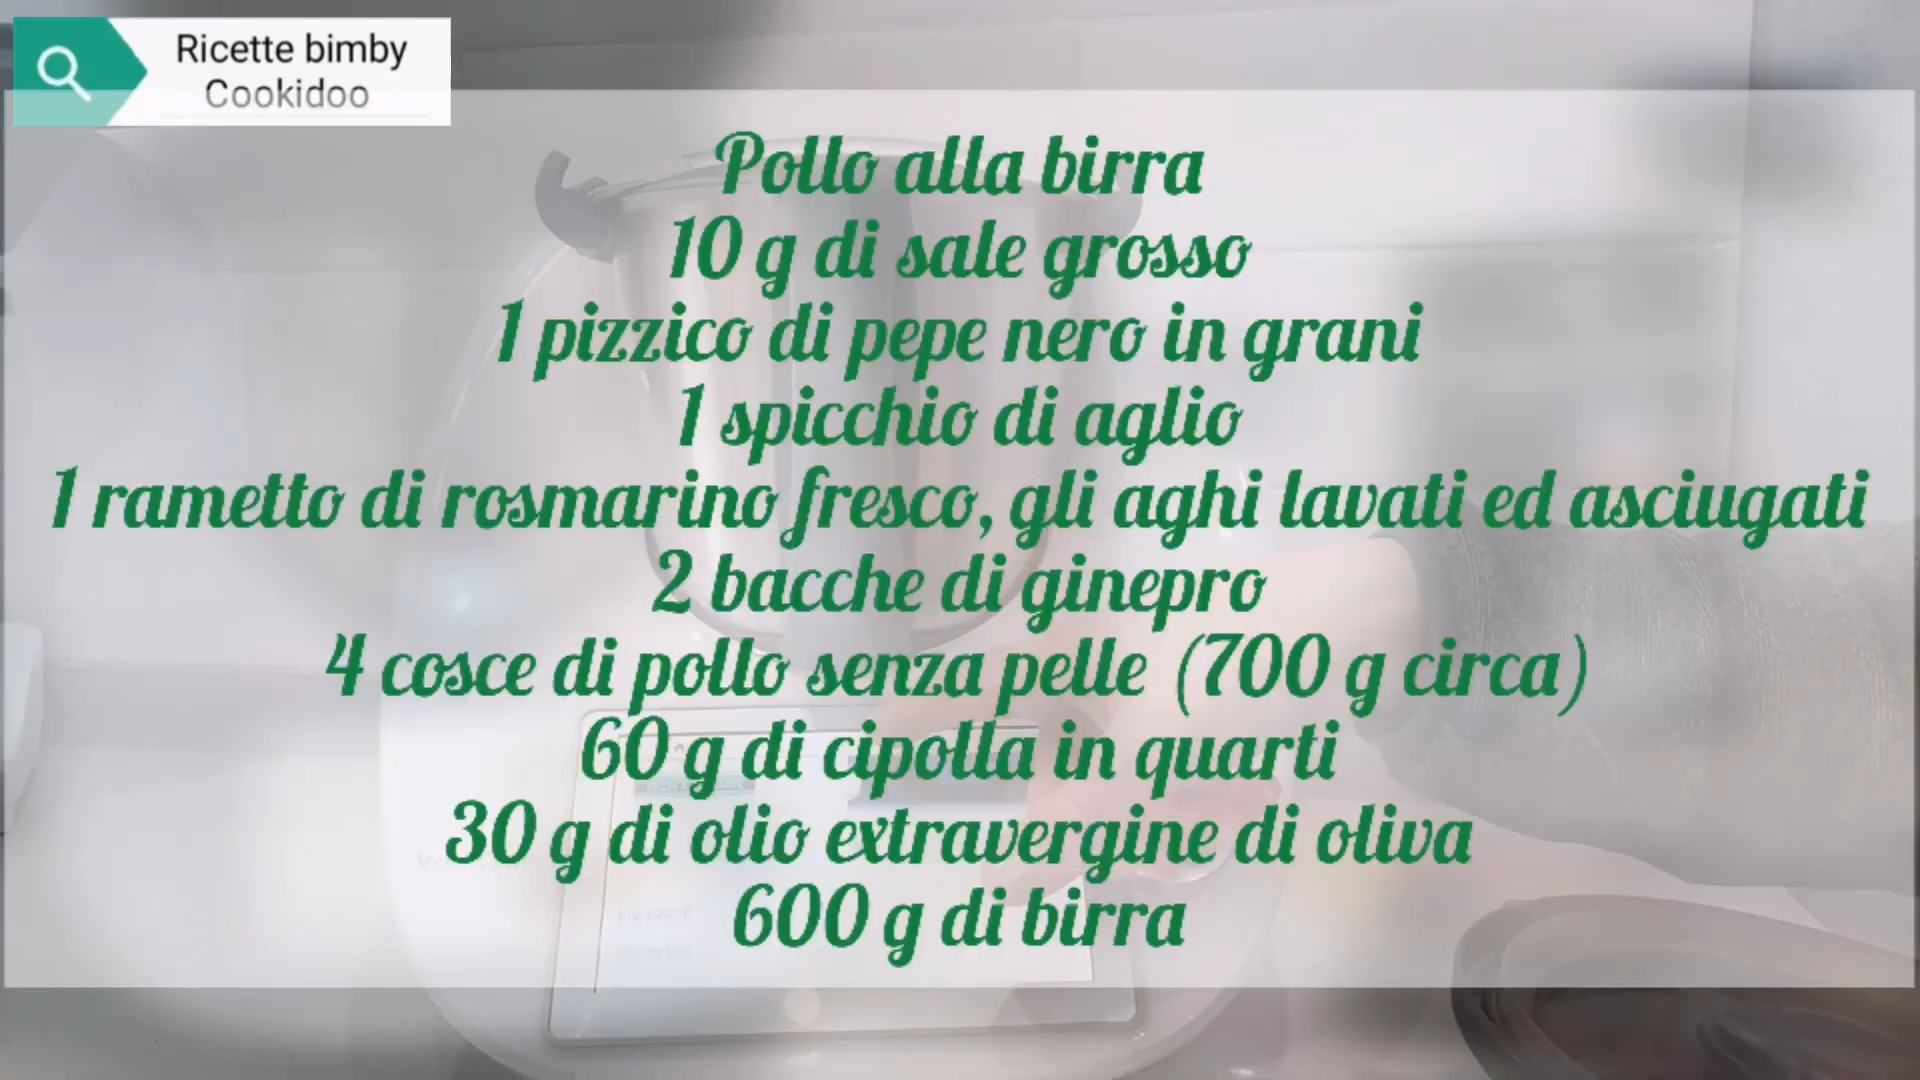 Ricette bimby
Cookidoo
Pollo alla birra
10 g di sale grosso
1 pizzico di pepe nero in grani
1 spicchio di aglio
1 rametto di rosmarino fresco, gli aghi lavati ed asciugati
2 bacche di ginepro
4 cosce di pollo senza pelle (700 g circa)
60 g di cipolla in quarti
30 g di olio extravergine di oliva
600 g di birra